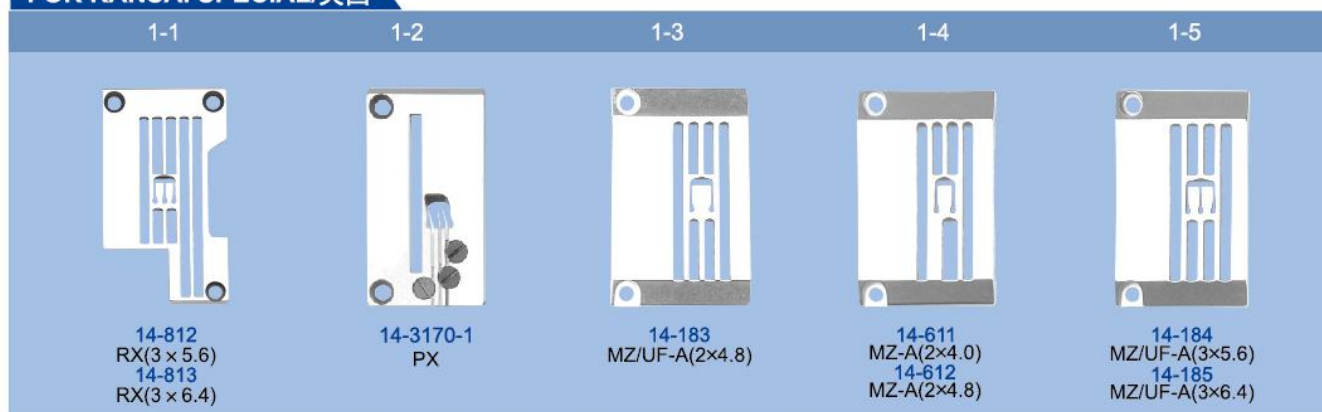 1-1 1-2 1-3 1-4 1-5
14-812
RX(3 × 5.6)
14-813
RX(3 × 6.4)
14-3170-1
PX
14-183
MZ/UF-A(2×4.8)
14-611
MZ-A(2×4.0)
14-612
MZ-A(2×4.8)
14-184
MZ/UF-A(3×5.6)
14-185
MZ/UF-A(3×6.4)